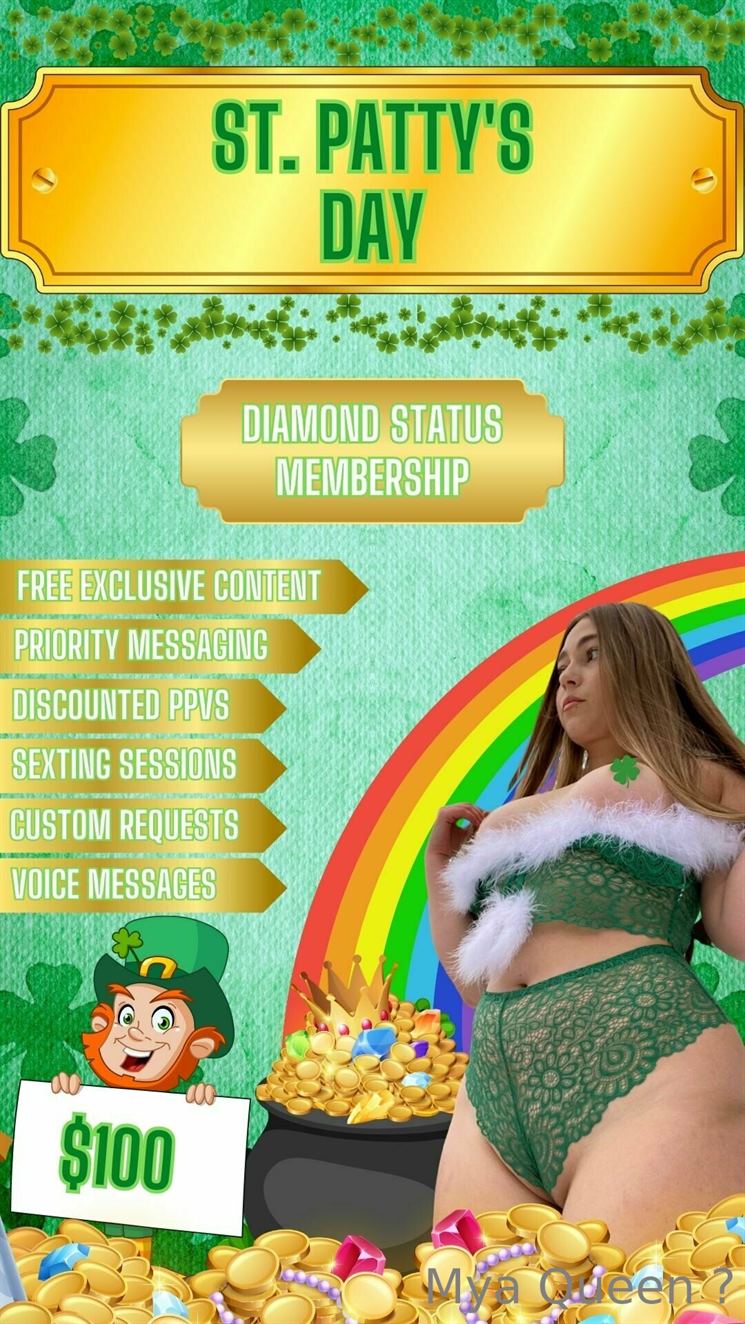 ST. PATTY'S
DAY
DIAMOND STATUS
MEMBERSHIP
FREE EXCLUSIVE CONTENT
PRIORITY MESSAGING
DISCOUNTED PPVS
SEXTING SESSIONS
CUSTOM REQUESTS
VOICE MESSAGES
$100
Mya Queen ?